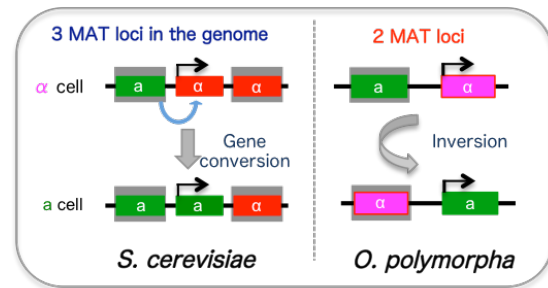 3 MAT loci in the genome
2 MAT loci
α cell
a
α
α
a
α
Gene
conversion
Inversion
a cell
a
a
α
α
a
S. cerevisiae
O. polymorpha